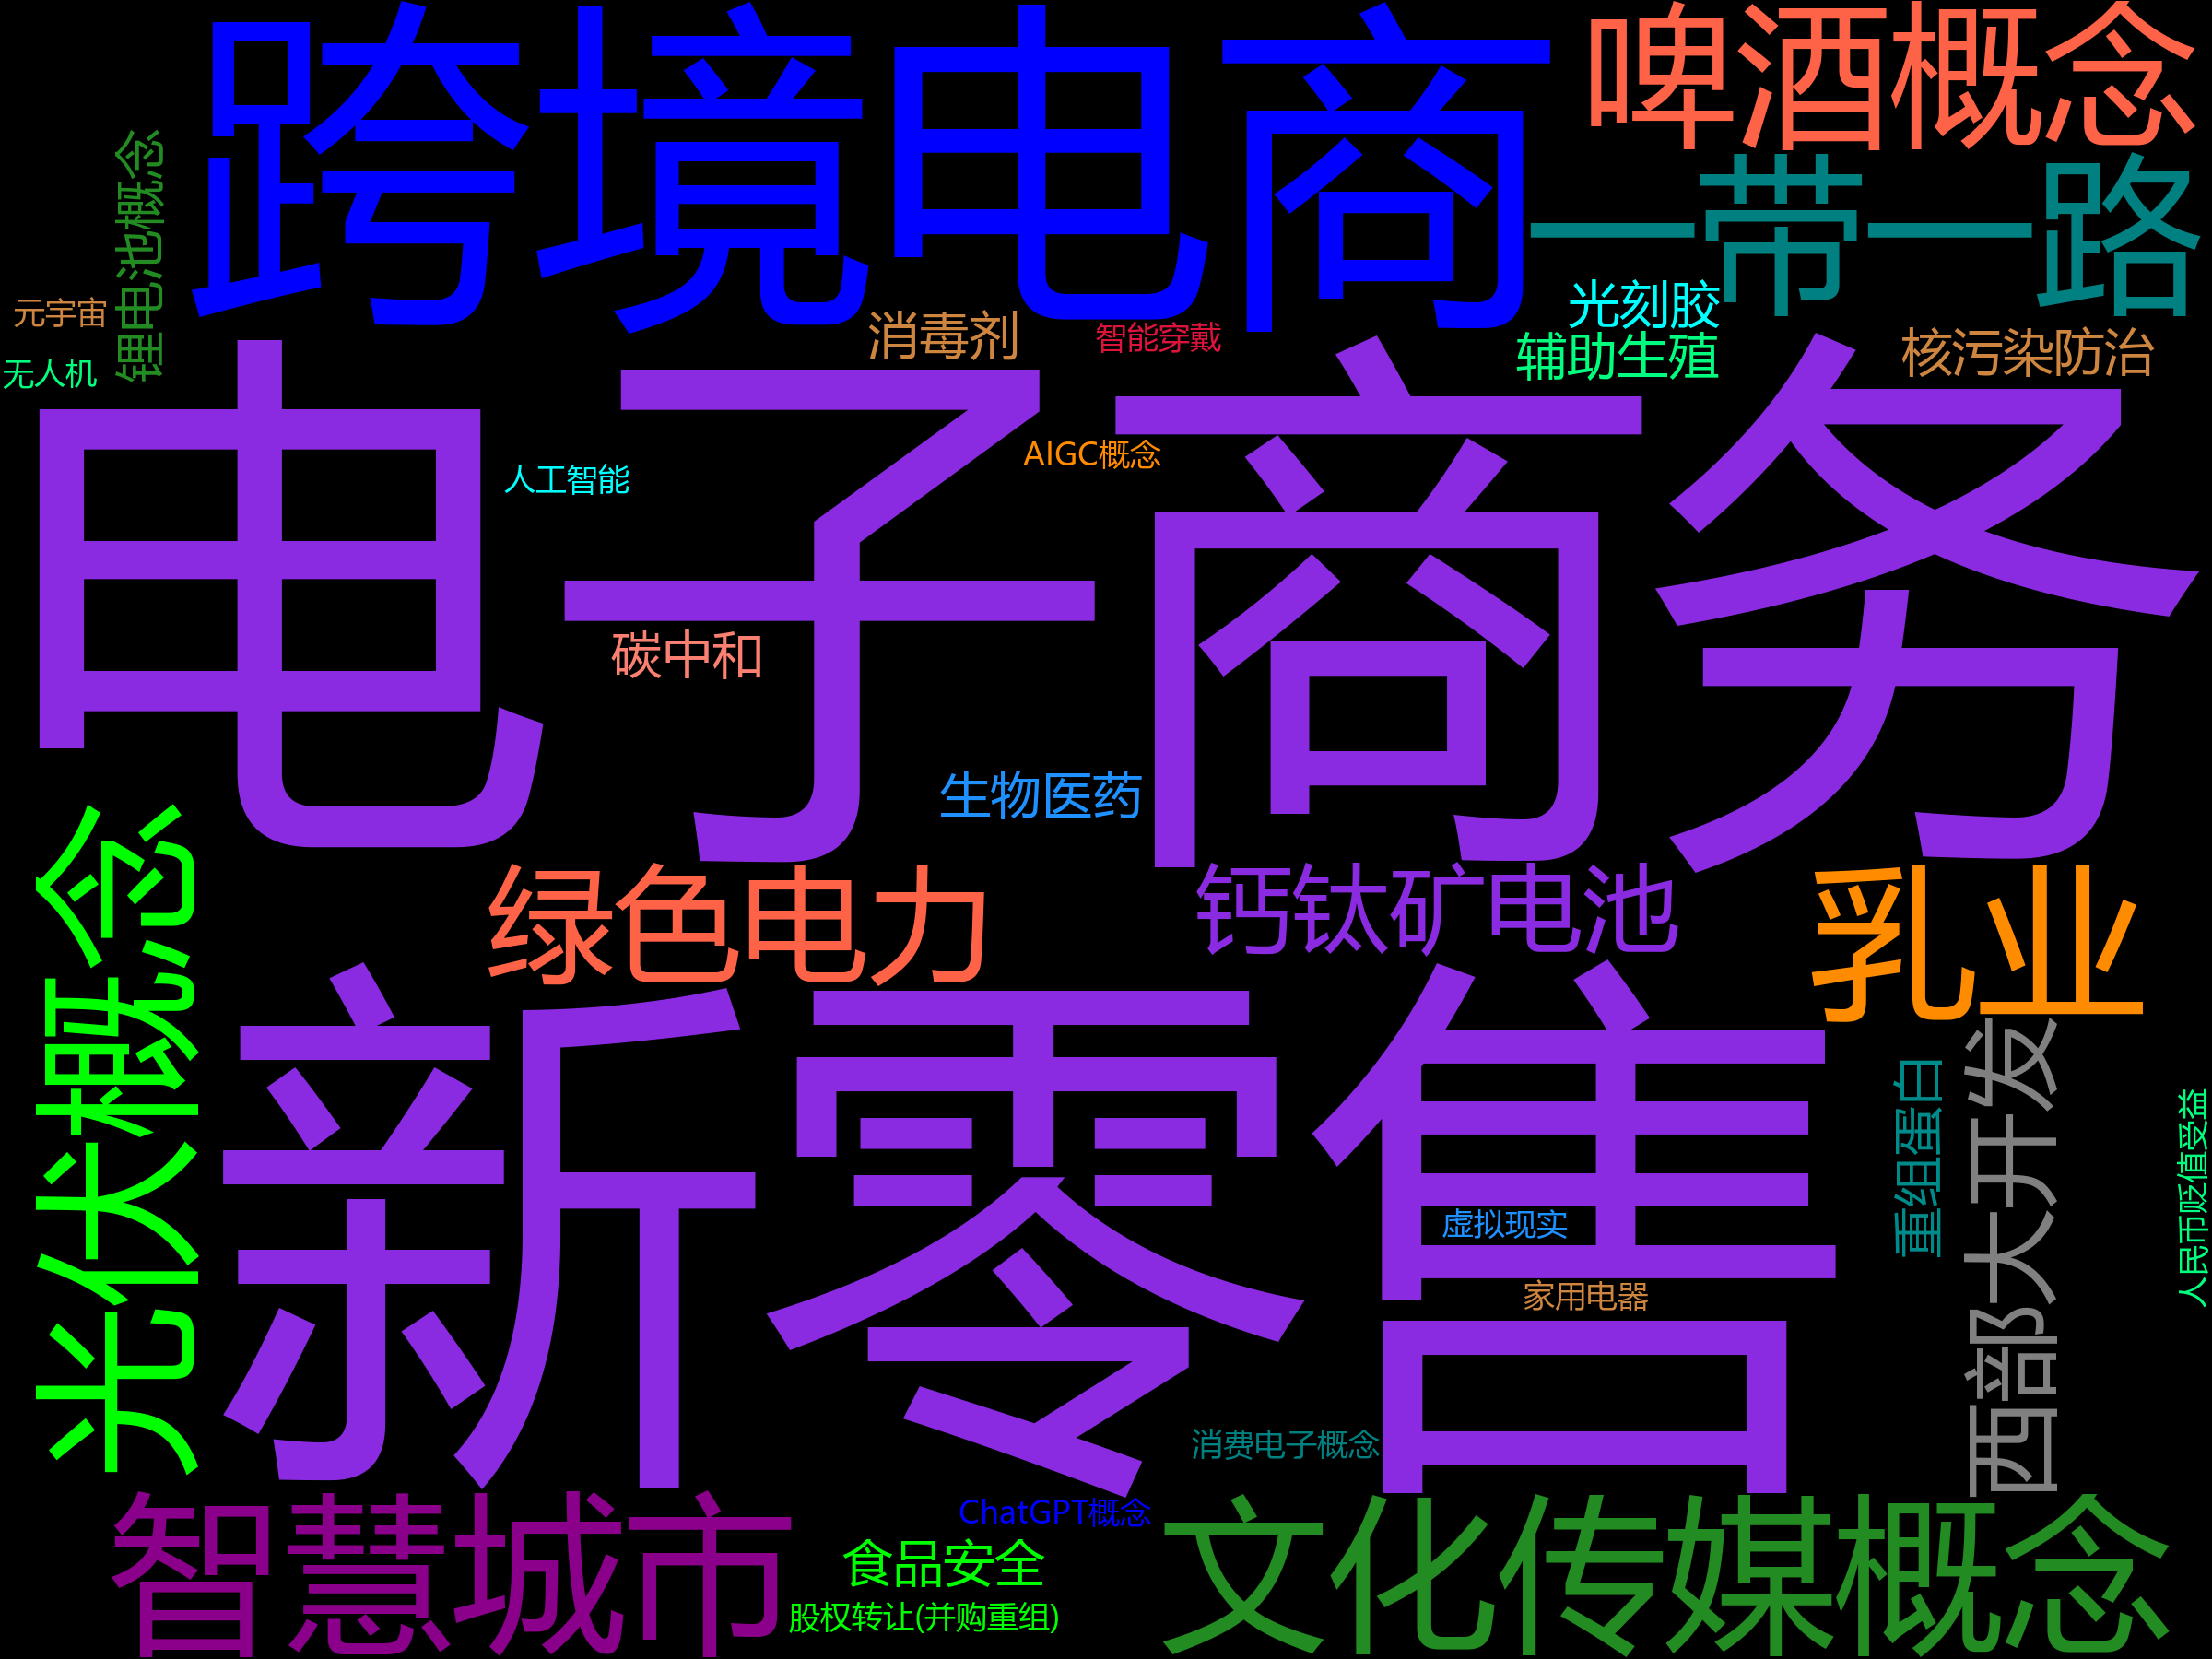 跨境电商
啤酒概念
一带一路
锂电池概念
元宇宙
无人机
消毒剂
智能穿戴
光刻胶
辅助生殖
核污染防治
电子商务
AIGC概念
人工智能
碳中和
生物医药
光伏概念
绿色电力
钙钛矿电池
乳业
新零售
重组蛋白
西部大开发
人民币贬值受益
虚拟现实
家用电器
消费电子概念
智慧城市
ChatGPT概念
食品安全
股权转让(并购重组)
文化传媒概念